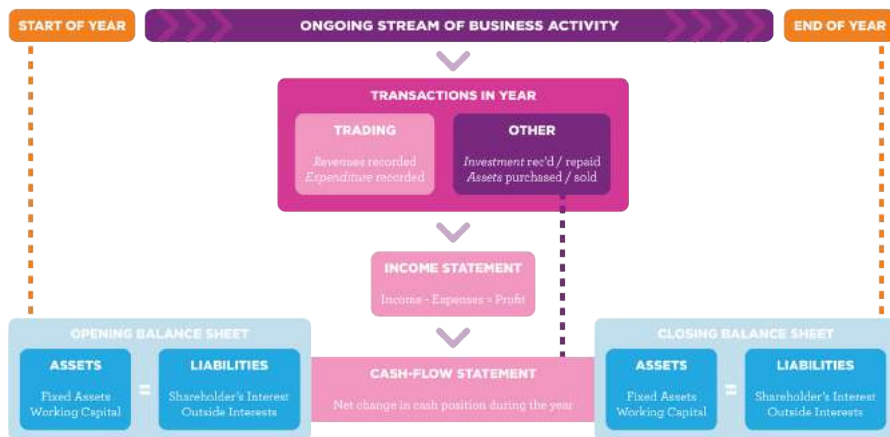 START OF YEAR
ONGOING STREAM OF BUSINESS ACTIVITY
END OF YEAR
TRANSACTIONS IN YEAR
TRADING
Revenues recorded
Expenditure recorded
OTHER
Investment rec'd / repaid
Assets purchased / sold
INCOME STATEMENT
Income - Expenses = Profit
OPENING BALANCE SHEET
ASSETS
Fixed Assets
Working Capital
=
LIABILITIES
Shareholder's Interest
Outside Interests
CASH-FLOW STATEMENT
Net change in cash position during the year
CLOSING BALANCE SHEET
ASSETS
Fixed Assets
Working Capital
=
LIABILITIES
Shareholder's Interest
Outside Interests